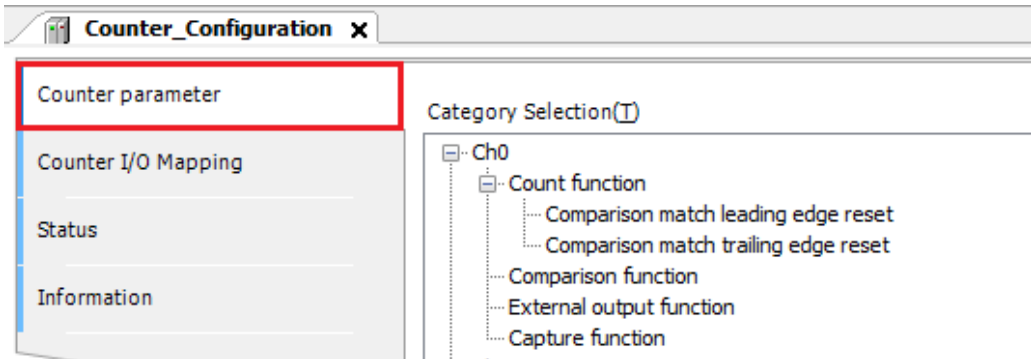 Counter_Configuration x
Counter parameter
Counter I/O Mapping
Status
Information
Category Selection(T)
Ch0
Count function
Comparison match leading edge reset
Comparison match trailing edge reset
Comparison function
External output function
Capture function